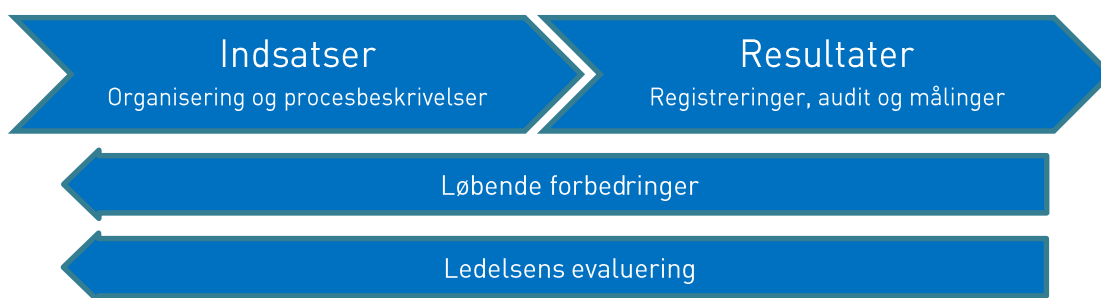 Indsatser
Organisering og procesbeskrivelser
Resultater
Registreringer, audit og målinger
Løbende forbedringer
Ledelsens evaluering